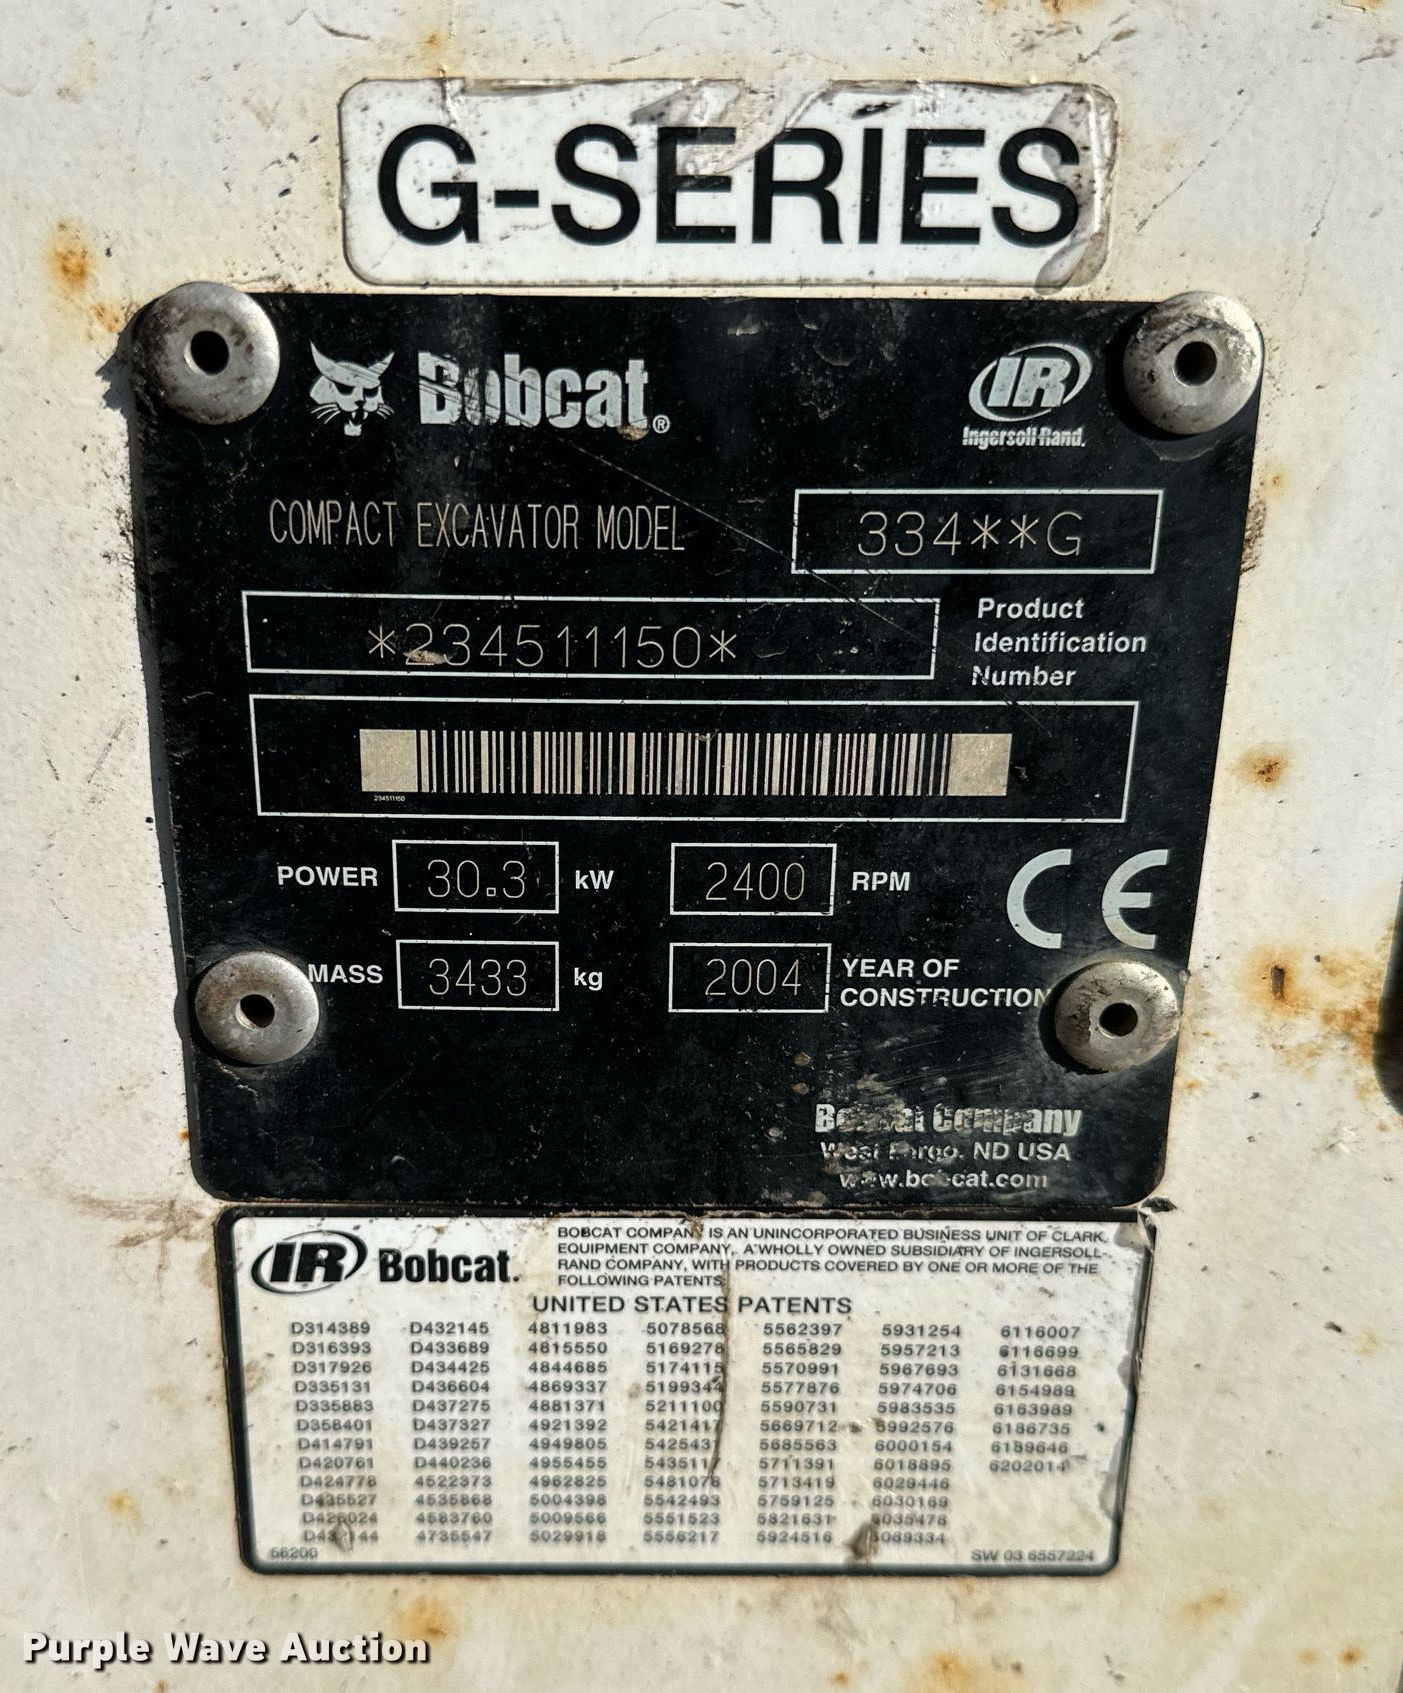 G-SERIES
Bobcat®
IR
Ingersoll-Rand.
COMPACT EXCAVATOR MODEL 334**G
*234511150*
Product
Identification
Number
234511150
POWER 30.3 kW 2400 RPM
CE
MASS 3433 kg 2004 YEAR OF
CONSTRUCTION
Bobcat Company
West Fargo, ND USA
www.bobcat.com
IR Bobcat.
BOBCAT COMPANY IS AN UNINCORPORATED BUSINESS UNIT OF CLARK
EQUIPMENT COMPANY, A WHOLLY OWNED SUBSIDIARY OF INGERSOLL-
RAND COMPANY, WITH PRODUCTS COVERED BY ONE OR MORE OF THE
FOLLOWING PATENTS:
UNITED STATES PATENTS
D314389 D432145 4811983 5078568 5562397 5931254 6116007
D316393 D433689 4815550 5169278 5565829 5957213 6116699
D317926 D434425 4844685 5174115 5570991 5967693 6131668
D335131 D436604 4869337 5199344 5577876 5974706 6154989
D335883 D437275 4881371 5211100 5590731 5983535 6163989
D358401 D437327 4921392 5421417 5669712 5992576 6186735
D414791 D439257 4949805 5425431 5685563 6000154 6189646
D420761 D440236 4955455 5435117 5711391 6018895 6202014
D424778 4522373 4962825 5481078 5713419 6029446
D425527 4535868 5004398 5542493 5759125 6030169
D426024 4583760 5009566 5551523 5821631 6035478
D432144 4735547 5029918 5556217 5924516 6089334
56200 SW 03 6557224
Purple Wave Auction